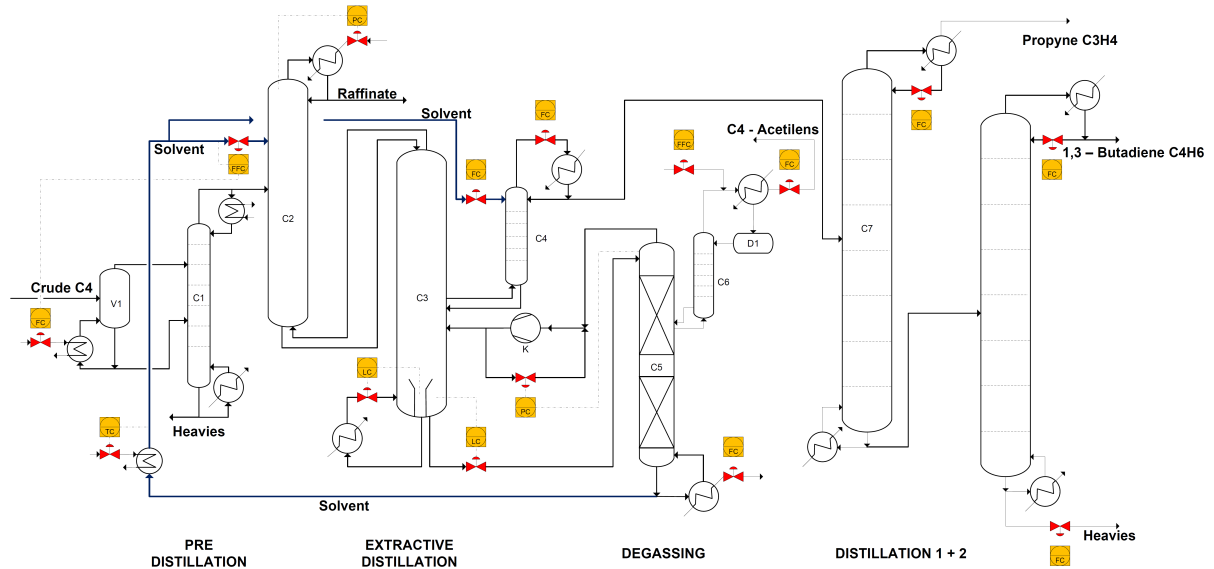 PC
Propyne C3H4
Raffinate
Solvent
FC
FC
C4 - Acetilens
Solvent
FFC
FFC
FC
1,3 – Butadiene C4H6
FC
FC
C2
C4
C7
C3
D1
C6
Crude C4
V1
C1
FC
K
C5
LC
PC
Heavies
TC
LC
FC
Solvent
Heavies
FC
PRE
DISTILLATION
EXTRACTIVE
DISTILLATION
DEGASSING
DISTILLATION 1 + 2